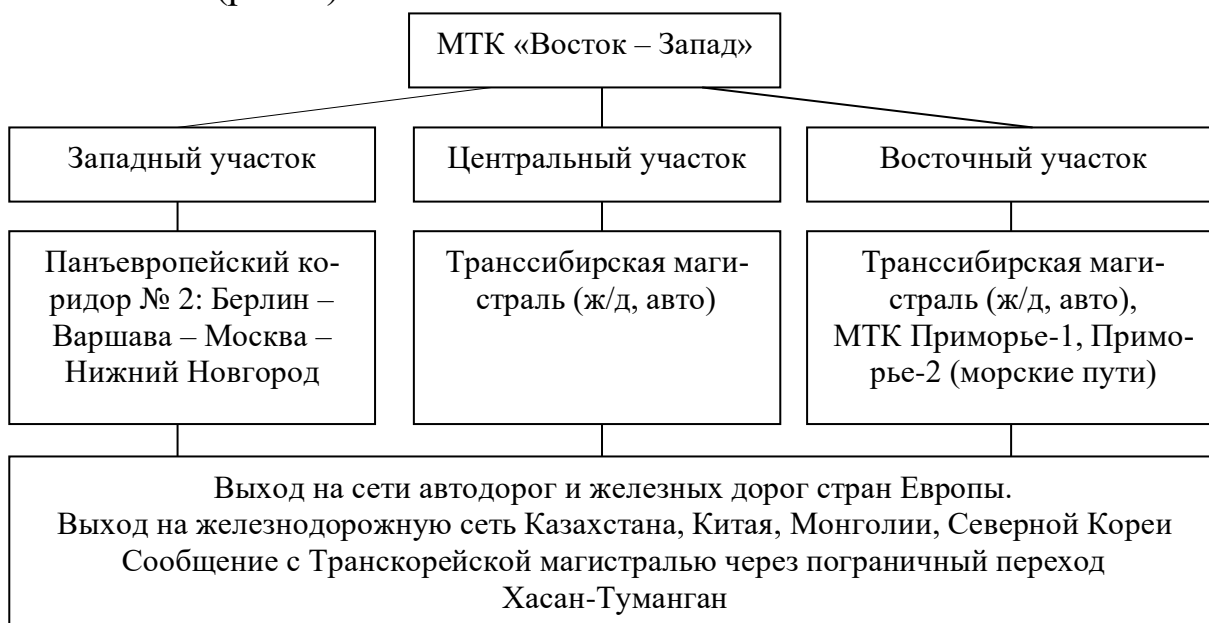 МТК «Восток – Запад»
Западный участок
Центральный участок
Восточный участок
Панъевропейский ко-
ридор № 2: Берлин –
Варшава – Москва –
Нижний Новгород
Транссибирская маги-
страль (ж/д, авто)
Транссибирская маги-
страль (ж/д, авто),
МТК Приморье-1, Примо-
рье-2 (морские пути)
Выход на сети автодорог и железных дорог стран Европы.
Выход на железнодорожную сеть Казахстана, Китая, Монголии, Северной Кореи
Сообщение с Транскорейской магистралью через пограничный переход
Хасан-Туманган